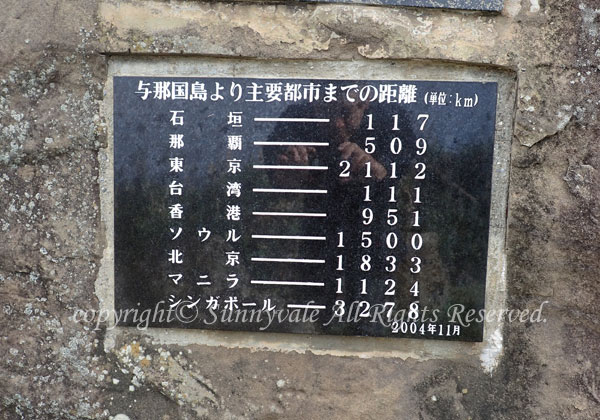 与那国島より主要都市までの距離 (単位:km)
石垣 ―― 117
那覇 ―― 509
東京 ―― 2112
台湾 ―― 111
香港 ―― 951
ソウル ―― 1500
北京 ―― 1833
マニラ ―― 1124
シンガポール ― 3278
copyright© Sunnyvale All Rights Reserved.
2004年11月